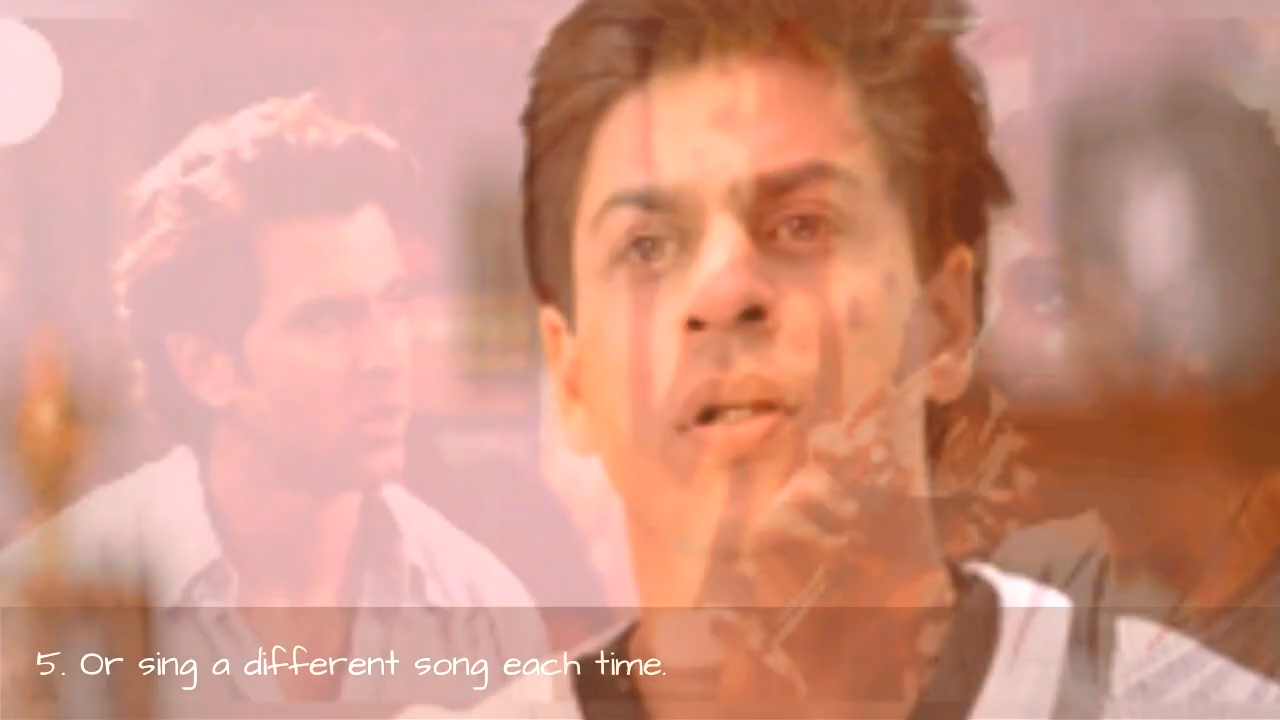 5. Or sing a different song each time.